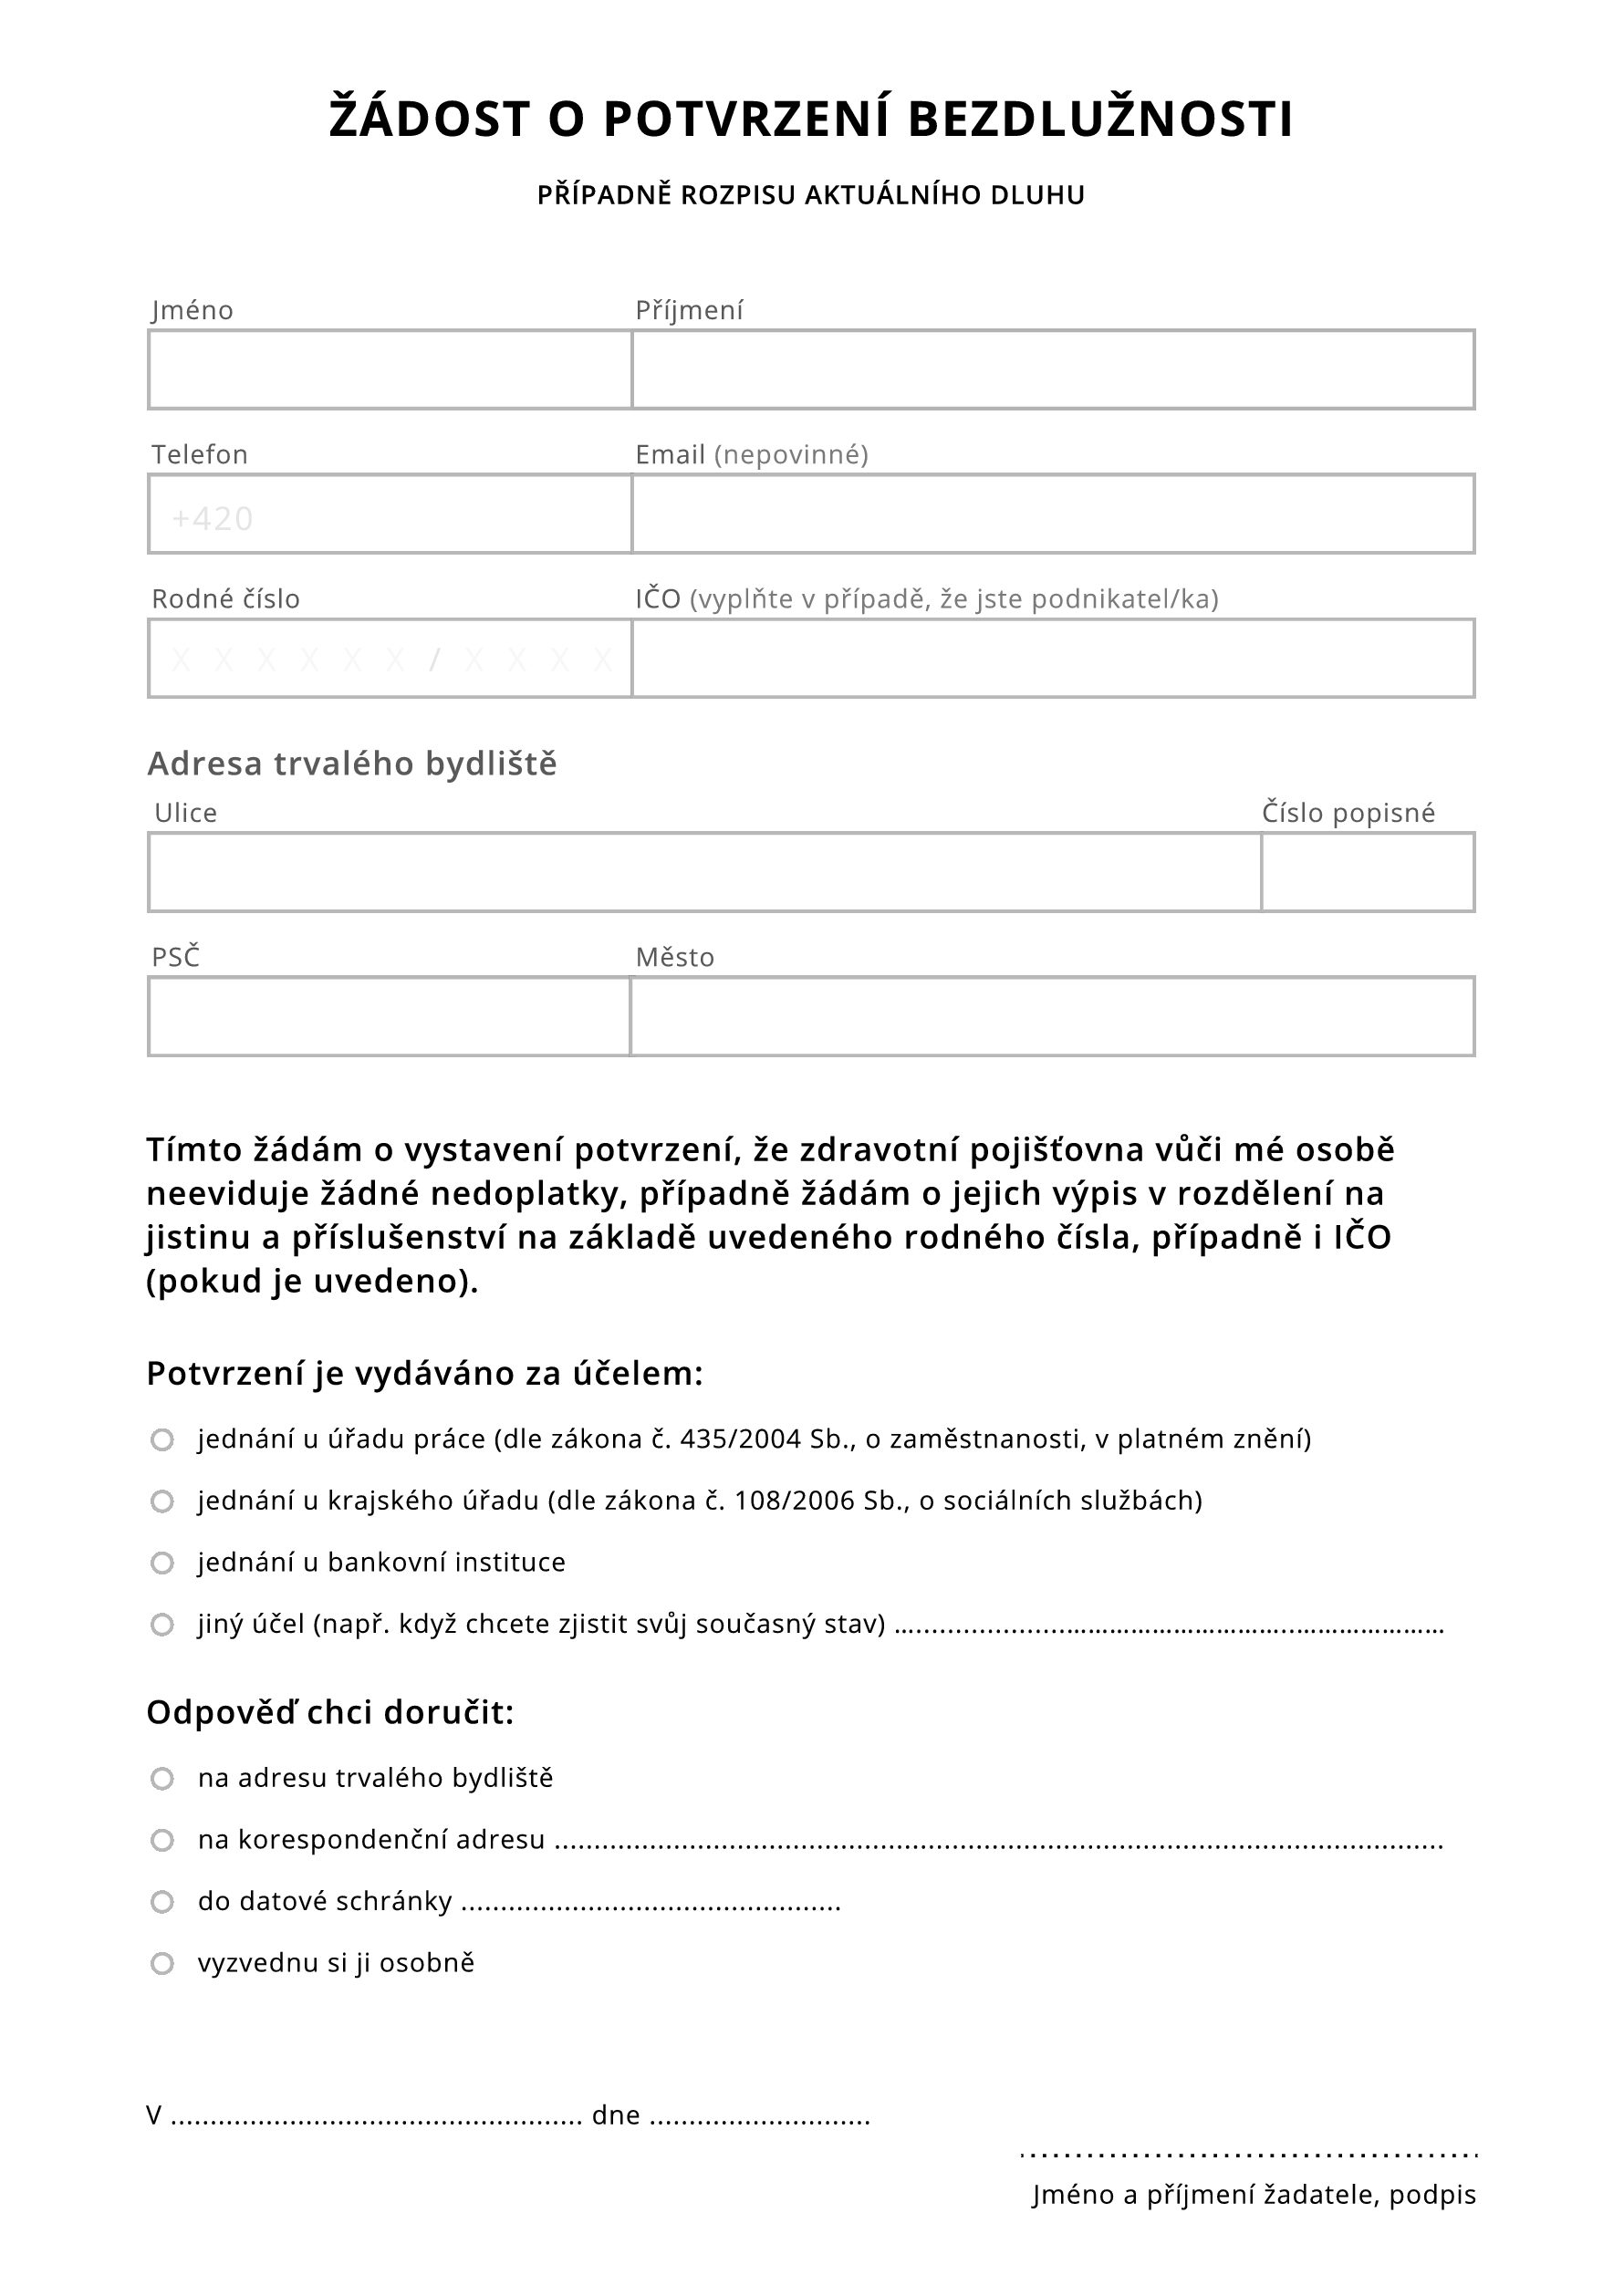 ŽÁDOST O POTVRZENÍ BEZDLUŽNOSTI
PŘÍPADNĚ ROZPISU AKTUÁLNÍHO DLUHU
Jméno Příjmení
Telefon Email (nepovinné)
+420
Rodné číslo IČO (vyplňte v případě, že jste podnikatel/ka)
X X X X X X / X X X X
Adresa trvalého bydliště
Ulice Číslo popisné
PSČ Město
Tímto žádám o vystavení potvrzení, že zdravotní pojišťovna vůči mé osobě
neeviduje žádné nedoplatky, případně žádám o jejich výpis v rozdělení na
jistinu a příslušenství na základě uvedeného rodného čísla, případně i IČO
(pokud je uvedeno).
Potvrzení je vydáváno za účelem:
jednání u úřadu práce (dle zákona č. 435/2004 Sb., o zaměstnanosti, v platném znění)
jednání u krajského úřadu (dle zákona č. 108/2006 Sb., o sociálních službách)
jednání u bankovní instituce
jiný účel (např. když chcete zjistit svůj současný stav) ......................................................................
Odpověď chci doručit:
na adresu trvalého bydliště
na korespondenční adresu ................................................................................................................
do datové schránky ................................................
vyzvednu si ji osobně
V .................................................... dne ............................
..........................................
Jméno a příjmení žadatele, podpis